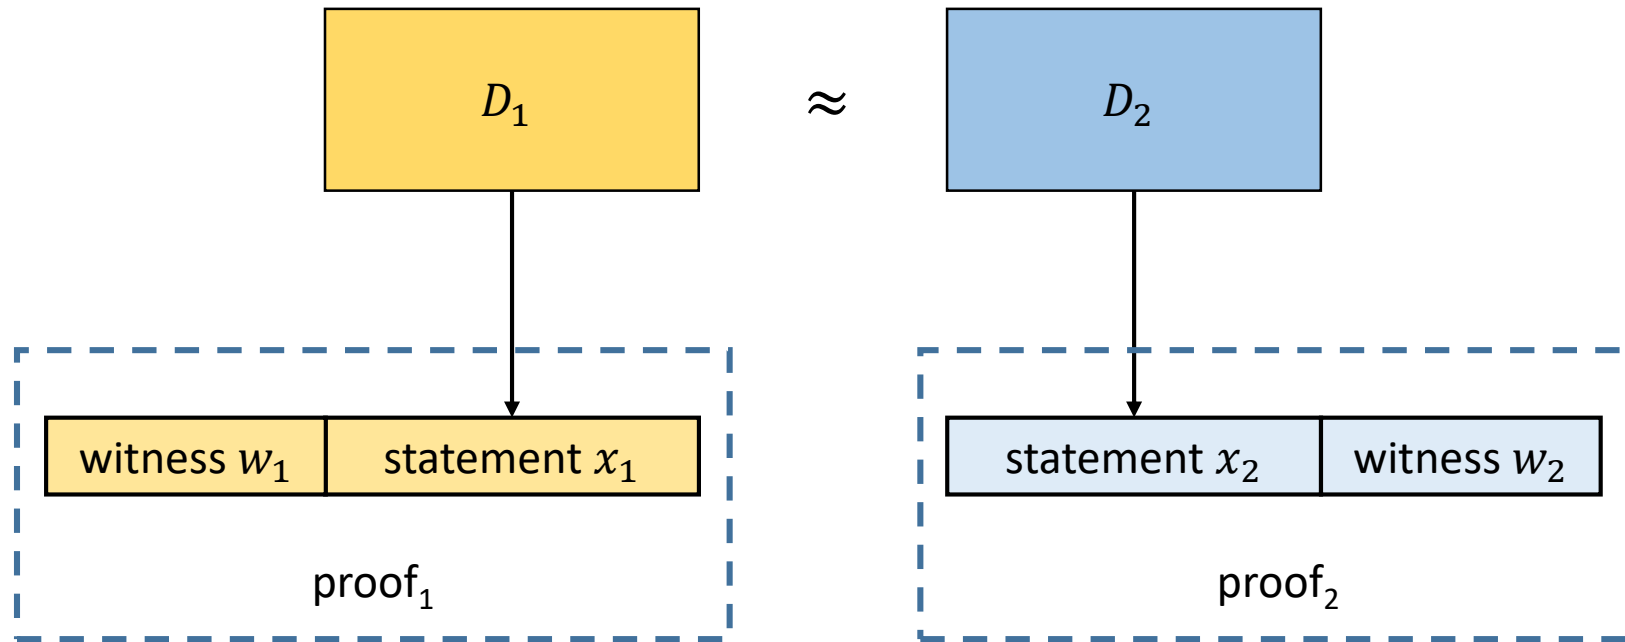 D₁ ≈ D₂
witness w₁ statement x₁ statement x₂ witness w₂
proof₁ proof₂